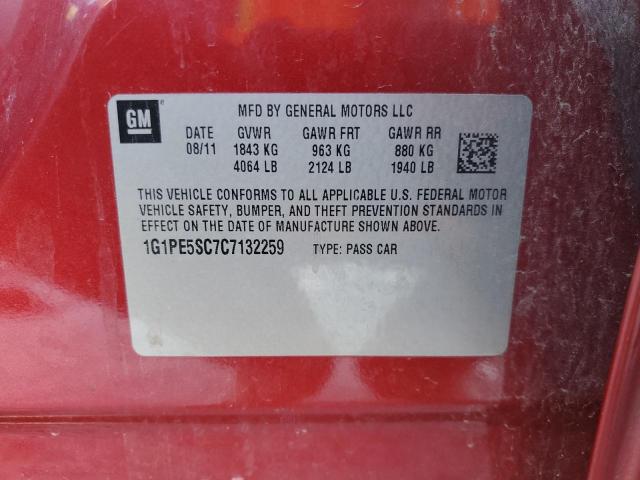 GM ®
MFD BY GENERAL MOTORS LLC
DATE GVWR GAWR FRT GAWR RR
08/11 1843 KG 963 KG 880 KG
4064 LB 2124 LB 1940 LB
THIS VEHICLE CONFORMS TO ALL APPLICABLE U.S. FEDERAL MOTOR
VEHICLE SAFETY, BUMPER, AND THEFT PREVENTION STANDARDS IN
EFFECT ON THE DATE OF MANUFACTURE SHOWN ABOVE.
1G1PE5SC7C7132259 TYPE: PASS CAR